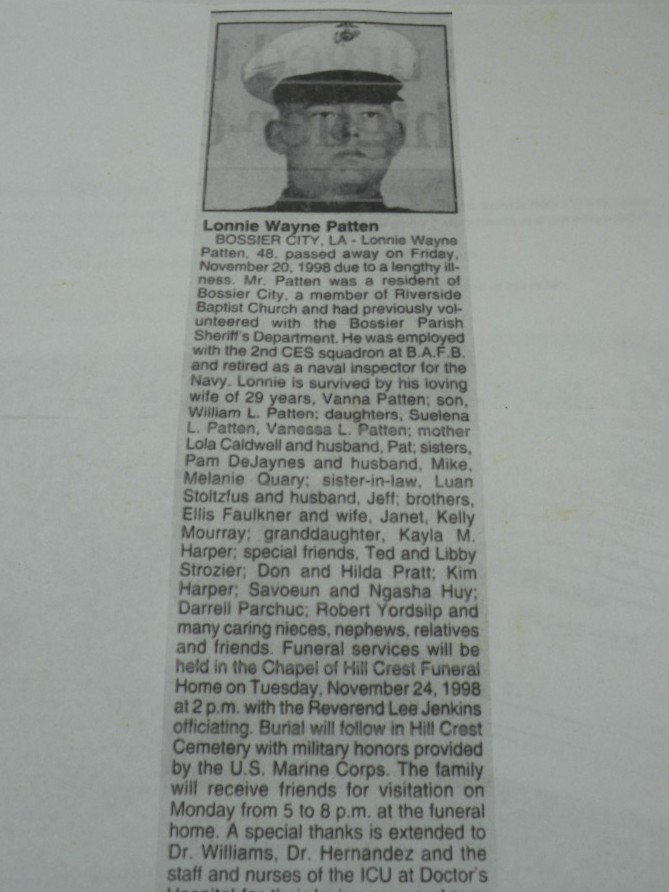 Lonnie Wayne Patten
BOSSIER CITY, LA - Lonnie Wayne
Patten, 48, passed away on Friday,
November 20, 1998 due to a lengthy ill-
ness. Mr. Patten was a resident of
Bossier City, a member of Riverside
Baptist Church and had previously vol-
unteered with the Bossier Parish
Sheriff's Department. He was employed
with the 2nd CES squadron at B.A.F.B.
and retired as a naval inspector for the
Navy. Lonnie is survived by his loving
wife of 29 years, Vanna Patten; son,
William L. Patten; daughters, Suelena
L. Patten, Vanessa L. Patten; mother
Lola Caldwell and husband, Pat; sisters,
Pam DeJaynes and husband, Mike,
Melanie Quary; sister-in-law, Luan
Stoltzfus and husband, Jeff; brothers,
Ellis Faulkner and wife, Janet, Kelly
Mourray; granddaughter, Kayla M.
Harper; special friends, Ted and Libby
Strozier; Don and Hilda Pratt; Kim
Harper; Savoeun and Ngasha Huy;
Darrell Parchuc; Robert Yordsilp and
many caring nieces, nephews, relatives
and friends. Funeral services will be
held in the Chapel of Hill Crest Funeral
Home on Tuesday, November 24, 1998
at 2 p.m. with the Reverend Lee Jenkins
officiating. Burial will follow in Hill Crest
Cemetery with military honors provided
by the U.S. Marine Corps. The family
will receive friends for visitation on
Monday from 5 to 8 p.m. at the funeral
home. A special thanks is extended to
Dr. Williams, Dr. Hernandez and the
staff and nurses of the ICU at Doctor's